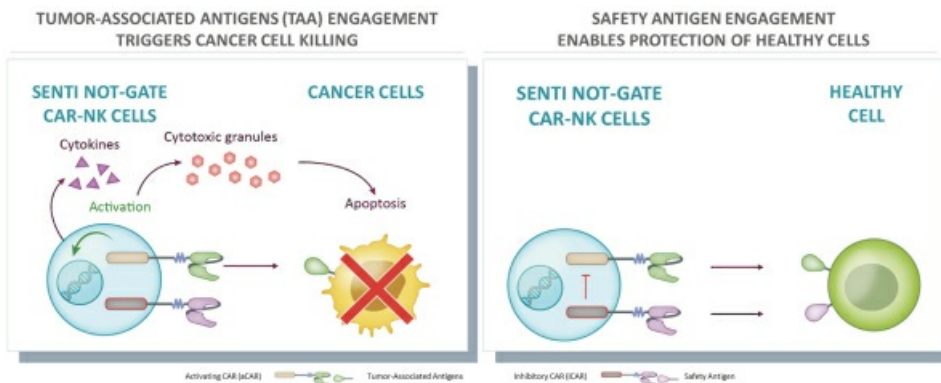 TUMOR-ASSOCIATED ANTIGENS (TAA) ENGAGEMENT
TRIGGERS CANCER CELL KILLING
SENTI NOT-GATE
CAR-NK CELLS
CANCER CELLS
Cytokines
Cytotoxic granules
Activation
Apoptosis
SAFETY ANTIGEN ENGAGEMENT
ENABLES PROTECTION OF HEALTHY CELLS
SENTI NOT-GATE
CAR-NK CELLS
HEALTHY
CELL
Activating CAR (aCAR)
Tumor-Associated Antigens
Inhibitory CAR (iCAR)
Safety Antigen